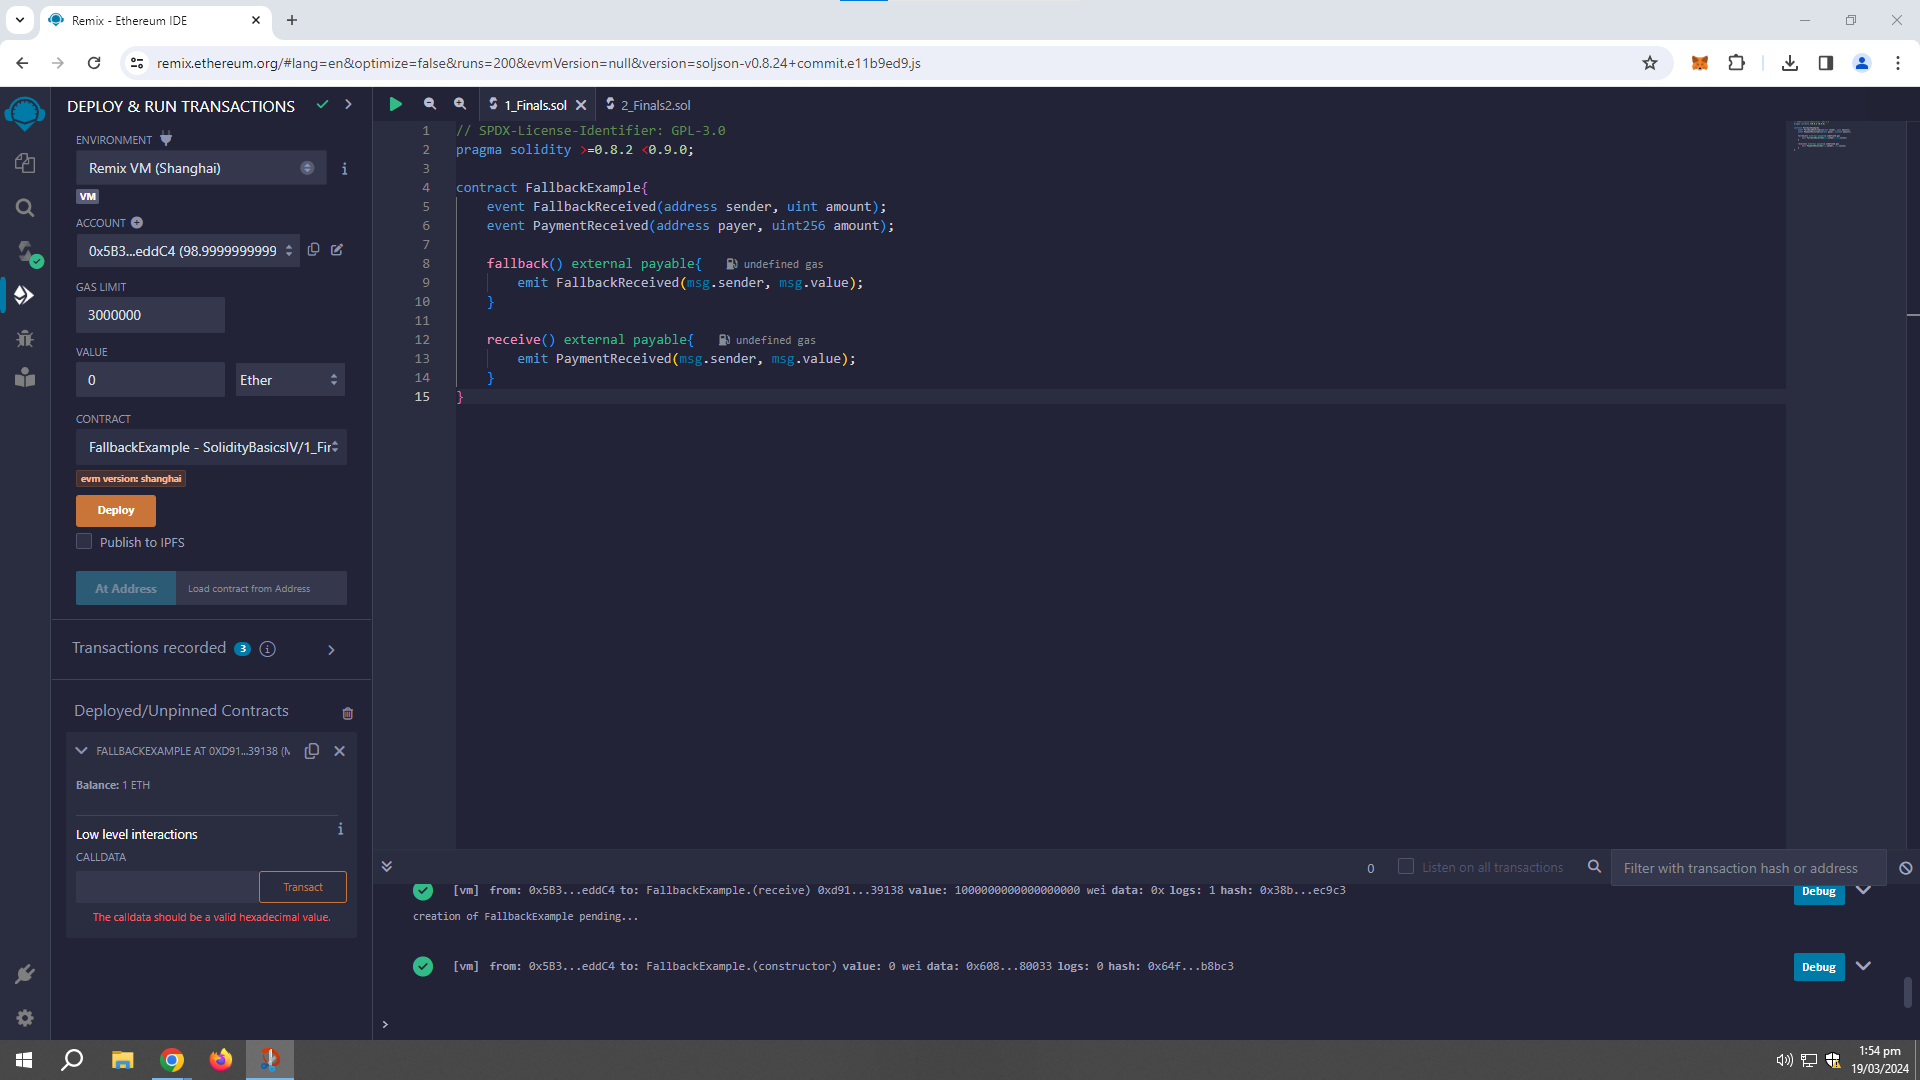 Remix - Ethereum IDE
remix.ethereum.org/#lang=en&optimize=false&runs=200&evmVersion=null&version=soljson-v0.8.24+commit.e11b9ed9.js
DEPLOY & RUN TRANSACTIONS
ENVIRONMENT
Remix VM (Shanghai)
VM
ACCOUNT
0x5B3...eddC4 (98.9999999999
GAS LIMIT
3000000
VALUE
0
Ether
CONTRACT
FallbackExample - SolidityBasicsIV/1_Fir
evm version: shanghai
Deploy
Publish to IPFS
At Address
Load contract from Address
Transactions recorded 3
Deployed/Unpinned Contracts
FALLBACKEXAMPLE AT 0XD91...39138 (M
Balance: 1 ETH
Low level interactions
CALLDATA
Transact
The calldata should be a valid hexadecimal value.
1_Finals.sol
2_Finals2.sol
1 // SPDX-License-Identifier: GPL-3.0
2 pragma solidity >=0.8.2 <0.9.0;
3
4 contract FallbackExample{
5 event FallbackReceived(address sender, uint amount);
6 event PaymentReceived(address payer, uint256 amount);
7
8 fallback() external payable{ undefined gas
9 emit FallbackReceived(msg.sender, msg.value);
10 }
11
12 receive() external payable{ undefined gas
13 emit PaymentReceived(msg.sender, msg.value);
14 }
15 }
0
Listen on all transactions
Filter with transaction hash or address
[vm] from: 0x5B3...eddC4 to: FallbackExample.(receive) 0xd91...39138 value: 1000000000000000000 wei data: 0x logs: 1 hash: 0x38b...ec9c3
Debug
creation of FallbackExample pending...
[vm] from: 0x5B3...eddC4 to: FallbackExample.(constructor) value: 0 wei data: 0x608...80033 logs: 0 hash: 0x64f...b8bc3
Debug
>
1:54 pm
19/03/2024